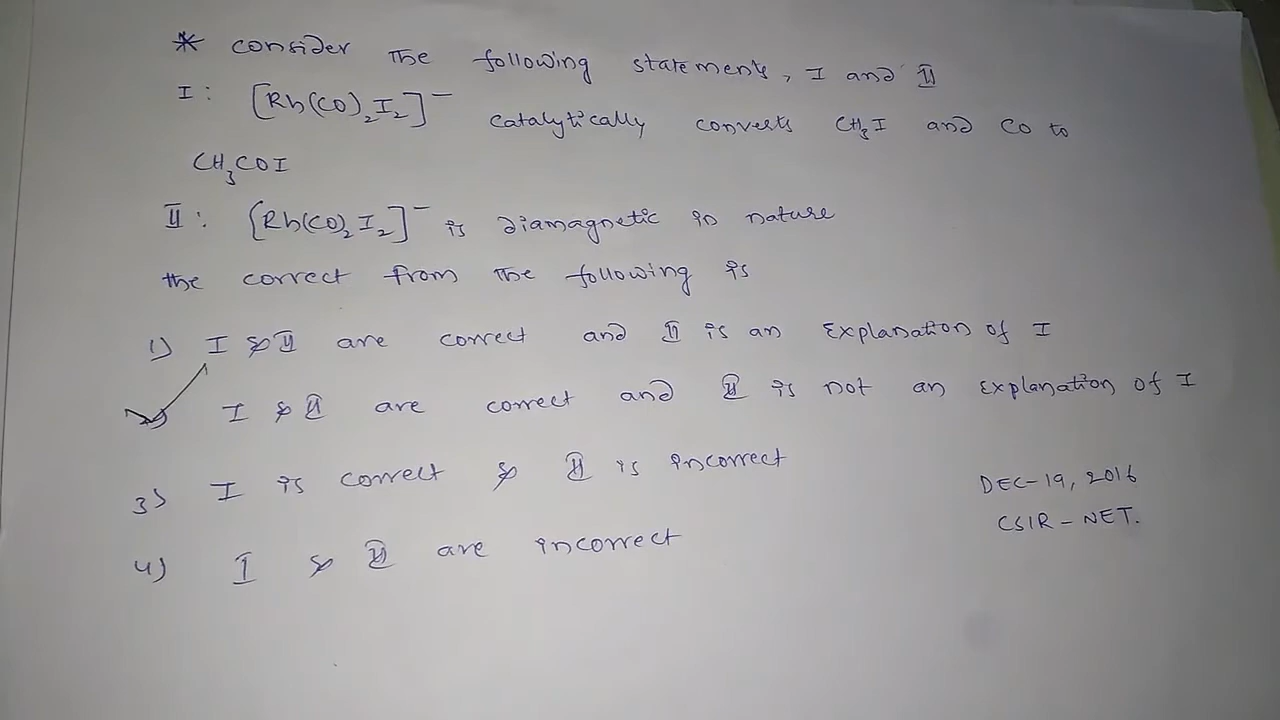 * consider the following statements, I and II
I: [Rh(CO)₂I₂]⁻ catalytically converts CH₃I and CO to
CH₃COI
II: [Rh(CO)₂I₂]⁻ is diamagnetic in nature
the correct from the following is
1) I & II are correct and II is an Explanation of I
2) I & II are correct and II is not an Explanation of I
3) I is correct & II is incorrect
4) I & II are incorrect
DEC-19, 2016
CSIR-NET.